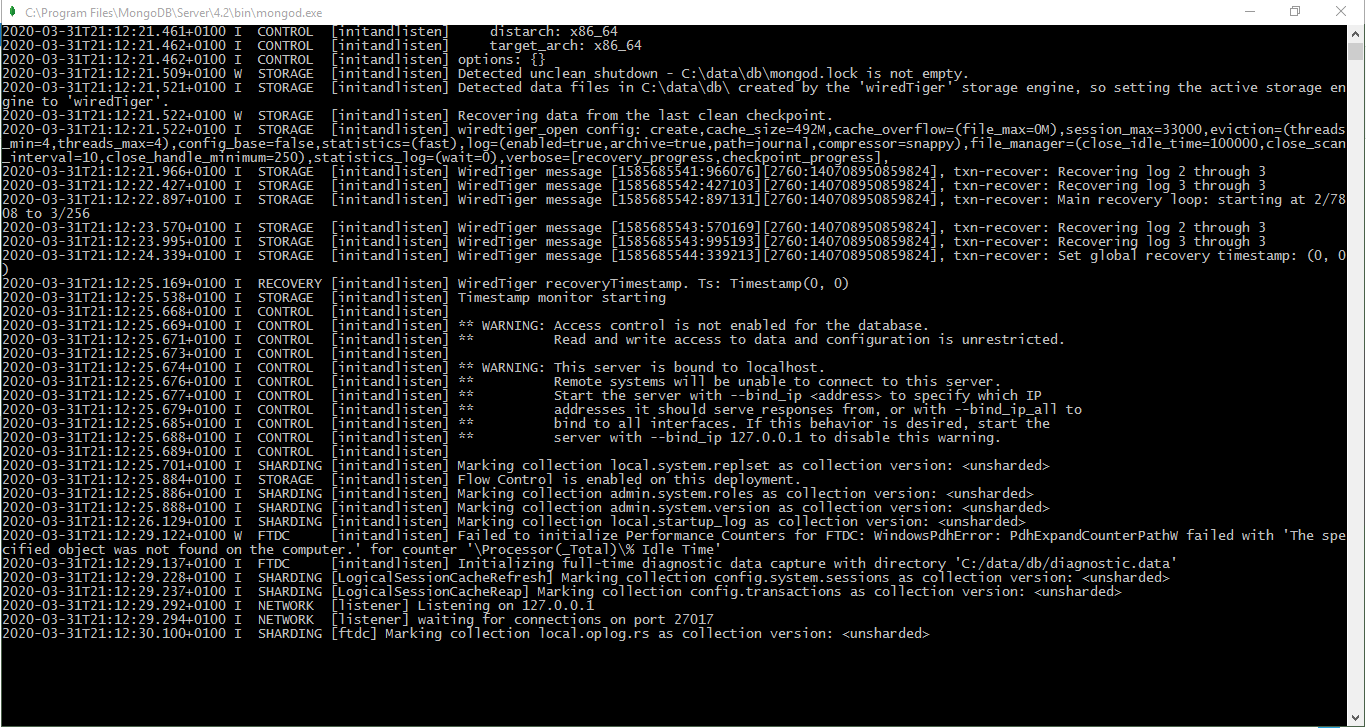 C:\Program Files\MongoDB\Server\4.2\bin\mongod.exe
2020-03-31T21:12:21.461+0100 I  CONTROL  [initandlisten]     distarch: x86_64
2020-03-31T21:12:21.462+0100 I  CONTROL  [initandlisten]     target_arch: x86_64
2020-03-31T21:12:21.462+0100 I  CONTROL  [initandlisten] options: {}
2020-03-31T21:12:21.509+0100 W  STORAGE  [initandlisten] Detected unclean shutdown - C:\data\db\mongod.lock is not empty.
2020-03-31T21:12:21.521+0100 I  STORAGE  [initandlisten] Detected data files in C:\data\db\ created by the 'wiredTiger' storage engine, so setting the active storage en
gine to 'wiredTiger'.
2020-03-31T21:12:21.522+0100 W  STORAGE  [initandlisten] Recovering data from the last clean checkpoint.
2020-03-31T21:12:21.522+0100 I  STORAGE  [initandlisten] wiredtiger_open config: create,cache_size=492M,cache_overflow=(file_max=0M),session_max=33000,eviction=(threads
_min=4,threads_max=4),config_base=false,statistics=(fast),log=(enabled=true,archive=true,path=journal,compressor=snappy),file_manager=(close_idle_time=100000,close_scan
_interval=10,close_handle_minimum=250),statistics_log=(wait=0),verbose=[recovery_progress,checkpoint_progress],
2020-03-31T21:12:21.966+0100 I  STORAGE  [initandlisten] WiredTiger message [1585685541:966076][2760:140708950859824], txn-recover: Recovering log 2 through 3
2020-03-31T21:12:22.427+0100 I  STORAGE  [initandlisten] WiredTiger message [1585685542:427103][2760:140708950859824], txn-recover: Recovering log 3 through 3
2020-03-31T21:12:22.897+0100 I  STORAGE  [initandlisten] WiredTiger message [1585685542:897131][2760:140708950859824], txn-recover: Main recovery loop: starting at 2/78
08 to 3/256
2020-03-31T21:12:23.570+0100 I  STORAGE  [initandlisten] WiredTiger message [1585685543:570169][2760:140708950859824], txn-recover: Recovering log 2 through 3
2020-03-31T21:12:23.995+0100 I  STORAGE  [initandlisten] WiredTiger message [1585685543:995193][2760:140708950859824], txn-recover: Recovering log 3 through 3
2020-03-31T21:12:24.339+0100 I  STORAGE  [initandlisten] WiredTiger message [1585685544:339213][2760:140708950859824], txn-recover: Set global recovery timestamp: (0, 0
)
2020-03-31T21:12:25.169+0100 I  RECOVERY [initandlisten] WiredTiger recoveryTimestamp. Ts: Timestamp(0, 0)
2020-03-31T21:12:25.538+0100 I  STORAGE  [initandlisten] Timestamp monitor starting
2020-03-31T21:12:25.668+0100 I  CONTROL  [initandlisten]
2020-03-31T21:12:25.669+0100 I  CONTROL  [initandlisten] ** WARNING: Access control is not enabled for the database.
2020-03-31T21:12:25.671+0100 I  CONTROL  [initandlisten] **          Read and write access to data and configuration is unrestricted.
2020-03-31T21:12:25.673+0100 I  CONTROL  [initandlisten]
2020-03-31T21:12:25.674+0100 I  CONTROL  [initandlisten] ** WARNING: This server is bound to localhost.
2020-03-31T21:12:25.676+0100 I  CONTROL  [initandlisten] **          Remote systems will be unable to connect to this server.
2020-03-31T21:12:25.677+0100 I  CONTROL  [initandlisten] **          Start the server with --bind_ip <address> to specify which IP
2020-03-31T21:12:25.679+0100 I  CONTROL  [initandlisten] **          addresses it should serve responses from, or with --bind_ip_all to
2020-03-31T21:12:25.685+0100 I  CONTROL  [initandlisten] **          bind to all interfaces. If this behavior is desired, start the
2020-03-31T21:12:25.688+0100 I  CONTROL  [initandlisten] **          server with --bind_ip 127.0.0.1 to disable this warning.
2020-03-31T21:12:25.689+0100 I  CONTROL  [initandlisten]
2020-03-31T21:12:25.701+0100 I  SHARDING [initandlisten] Marking collection local.system.replset as collection version: <unsharded>
2020-03-31T21:12:25.884+0100 I  STORAGE  [initandlisten] Flow Control is enabled on this deployment.
2020-03-31T21:12:25.886+0100 I  SHARDING [initandlisten] Marking collection admin.system.roles as collection version: <unsharded>
2020-03-31T21:12:25.888+0100 I  SHARDING [initandlisten] Marking collection admin.system.version as collection version: <unsharded>
2020-03-31T21:12:26.129+0100 I  SHARDING [initandlisten] Marking collection local.startup_log as collection version: <unsharded>
2020-03-31T21:12:29.122+0100 W  FTDC     [initandlisten] Failed to initialize Performance Counters for FTDC: WindowsPdhError: PdhExpandCounterPathW failed with 'The spe
cified object was not found on the computer.' for counter '\Processor(_Total)\% Idle Time'
2020-03-31T21:12:29.137+0100 I  FTDC     [initandlisten] Initializing full-time diagnostic data capture with directory 'C:/data/db/diagnostic.data'
2020-03-31T21:12:29.228+0100 I  SHARDING [LogicalSessionCacheRefresh] Marking collection config.system.sessions as collection version: <unsharded>
2020-03-31T21:12:29.237+0100 I  SHARDING [LogicalSessionCacheReap] Marking collection config.transactions as collection version: <unsharded>
2020-03-31T21:12:29.292+0100 I  NETWORK  [listener] Listening on 127.0.0.1
2020-03-31T21:12:29.294+0100 I  NETWORK  [listener] waiting for connections on port 27017
2020-03-31T21:12:30.100+0100 I  SHARDING [ftdc] Marking collection local.oplog.rs as collection version: <unsharded>